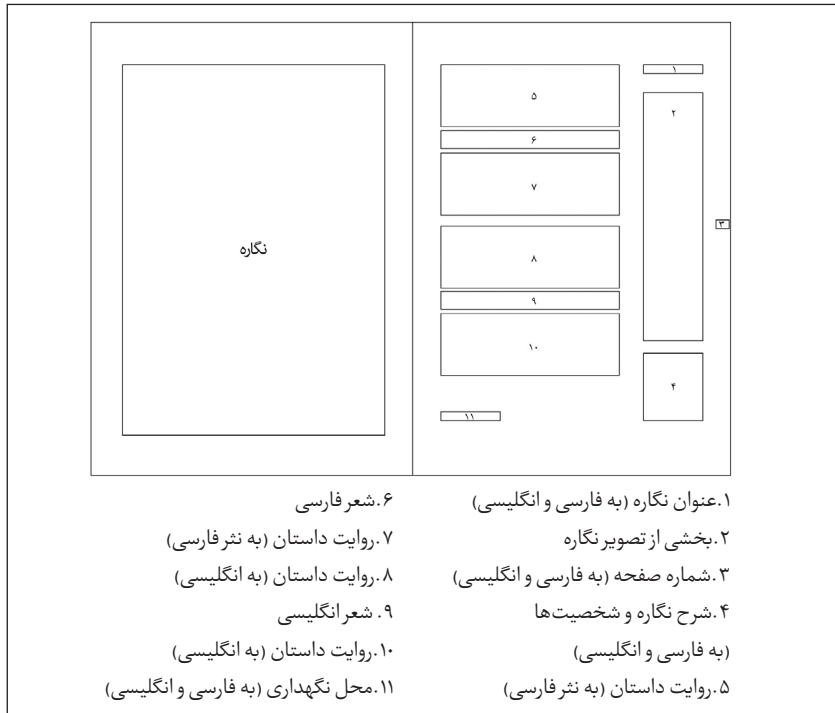 ۱
۵
۲
۶
۷
۳
نگاره
۸
۹
۱۰
۴
۱۱
۱.عنوان نگاره (به فارسی و انگلیسی)
۲.بخشی از تصویر نگاره
۳.شماره صفحه (به فارسی و انگلیسی)
۴.شرح نگاره و شخصیت‌ها
(به فارسی و انگلیسی)
۵.روایت داستان (به نثر فارسی)
۶.شعر فارسی
۷.روایت داستان (به نثر فارسی)
۸.روایت داستان (به انگلیسی)
۹. شعر انگلیسی
۱۰.روایت داستان (به انگلیسی)
۱۱.محل نگهداری (به فارسی و انگلیسی)